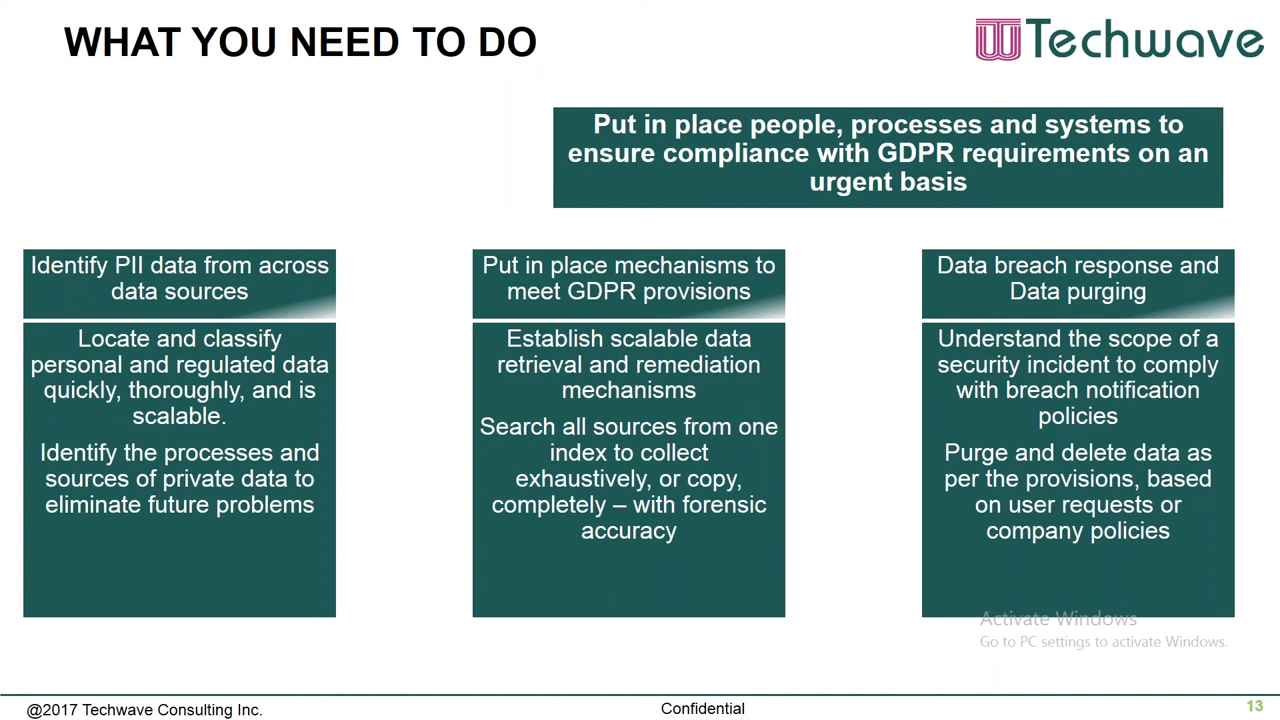 WHAT YOU NEED TO DO
Techwave
Put in place people, processes and systems to
ensure compliance with GDPR requirements on an
urgent basis
Identify PII data from across
data sources
Locate and classify
personal and regulated data
quickly, thoroughly, and is
scalable.
Identify the processes and
sources of private data to
eliminate future problems
Put in place mechanisms to
meet GDPR provisions
Establish scalable data
retrieval and remediation
mechanisms
Search all sources from one
index to collect
exhaustively, or copy,
completely – with forensic
accuracy
Data breach response and
Data purging
Understand the scope of a
security incident to comply
with breach notification
policies
Purge and delete data as
per the provisions, based
on user requests or
company policies
Activate Windows
Go to PC settings to activate Windows.
@2017 Techwave Consulting Inc.
Confidential
13